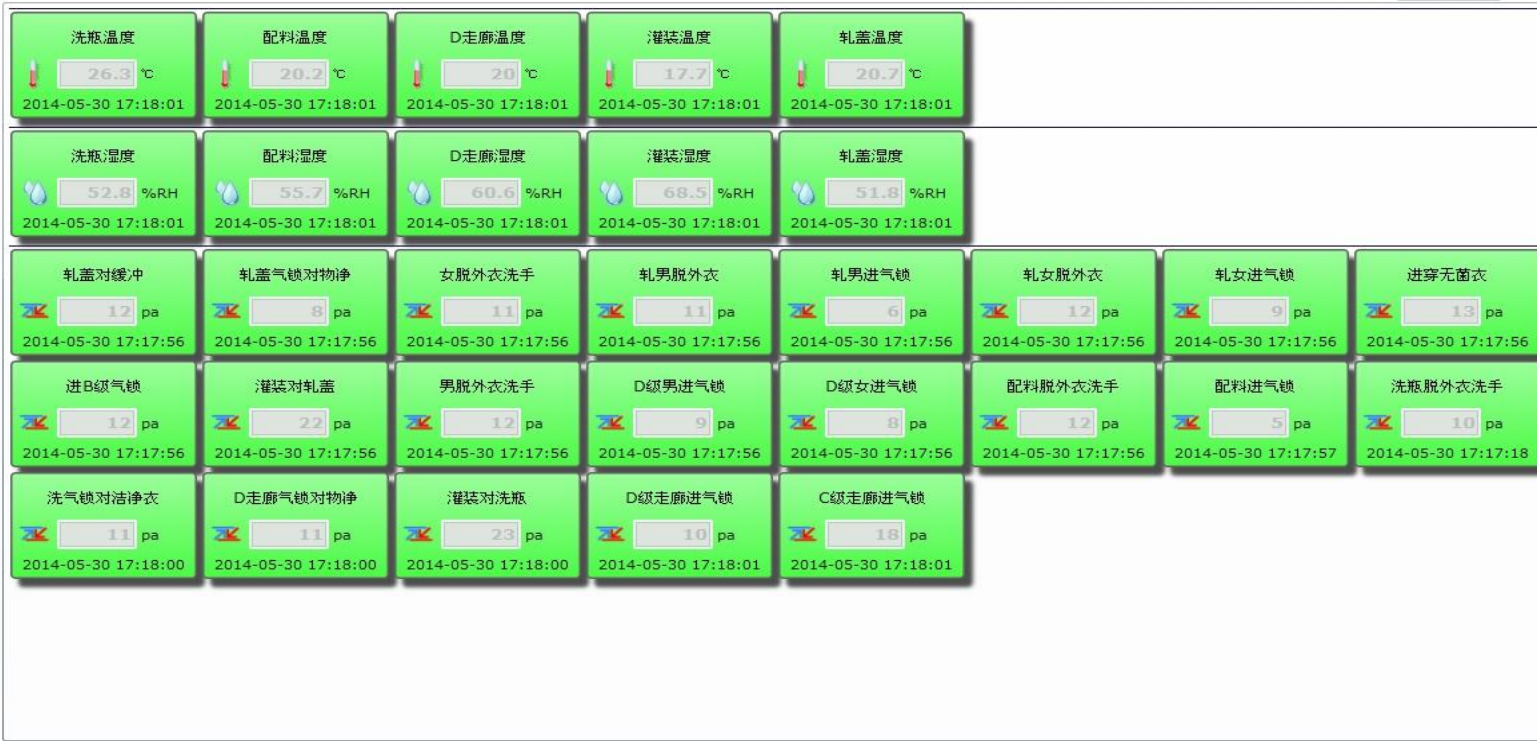 洗瓶温度 配料温度 D走廊温度 灌装温度 轧盖温度
26.3 ℃ 20.2 ℃ 20 ℃ 17.7 ℃ 20.7 ℃
2014-05-30 17:18:01 2014-05-30 17:18:01 2014-05-30 17:18:01 2014-05-30 17:18:01 2014-05-30 17:18:01
洗瓶湿度 配料湿度 D走廊湿度 灌装湿度 轧盖湿度
52.8 %RH 55.7 %RH 60.6 %RH 68.5 %RH 51.8 %RH
2014-05-30 17:18:01 2014-05-30 17:18:01 2014-05-30 17:18:01 2014-05-30 17:18:01 2014-05-30 17:18:01
轧盖对缓冲 轧盖气锁对物净 女脱外衣洗手 轧男脱外衣 轧男进气锁 轧女脱外衣 轧女进气锁 进穿无菌衣
12 pa 8 pa 11 pa 11 pa 6 pa 12 pa 9 pa 13 pa
2014-05-30 17:17:56 2014-05-30 17:17:56 2014-05-30 17:17:56 2014-05-30 17:17:56 2014-05-30 17:17:56 2014-05-30 17:17:56 2014-05-30 17:17:56 2014-05-30 17:17:56
进B级气锁 灌装对轧盖 男脱外衣洗手 D级男进气锁 D级女进气锁 配料脱外衣洗手 配料进气锁 洗瓶脱外衣洗手
12 pa 22 pa 12 pa 9 pa 8 pa 12 pa 5 pa 10 pa
2014-05-30 17:17:56 2014-05-30 17:17:56 2014-05-30 17:17:56 2014-05-30 17:17:56 2014-05-30 17:17:56 2014-05-30 17:17:56 2014-05-30 17:17:57 2014-05-30 17:17:18
洗气锁对洁净衣 D走廊气锁对物净 灌装对洗瓶 D级走廊进气锁 C级走廊进气锁
11 pa 11 pa 23 pa 10 pa 18 pa
2014-05-30 17:18:00 2014-05-30 17:18:00 2014-05-30 17:18:00 2014-05-30 17:18:01 2014-05-30 17:18:01